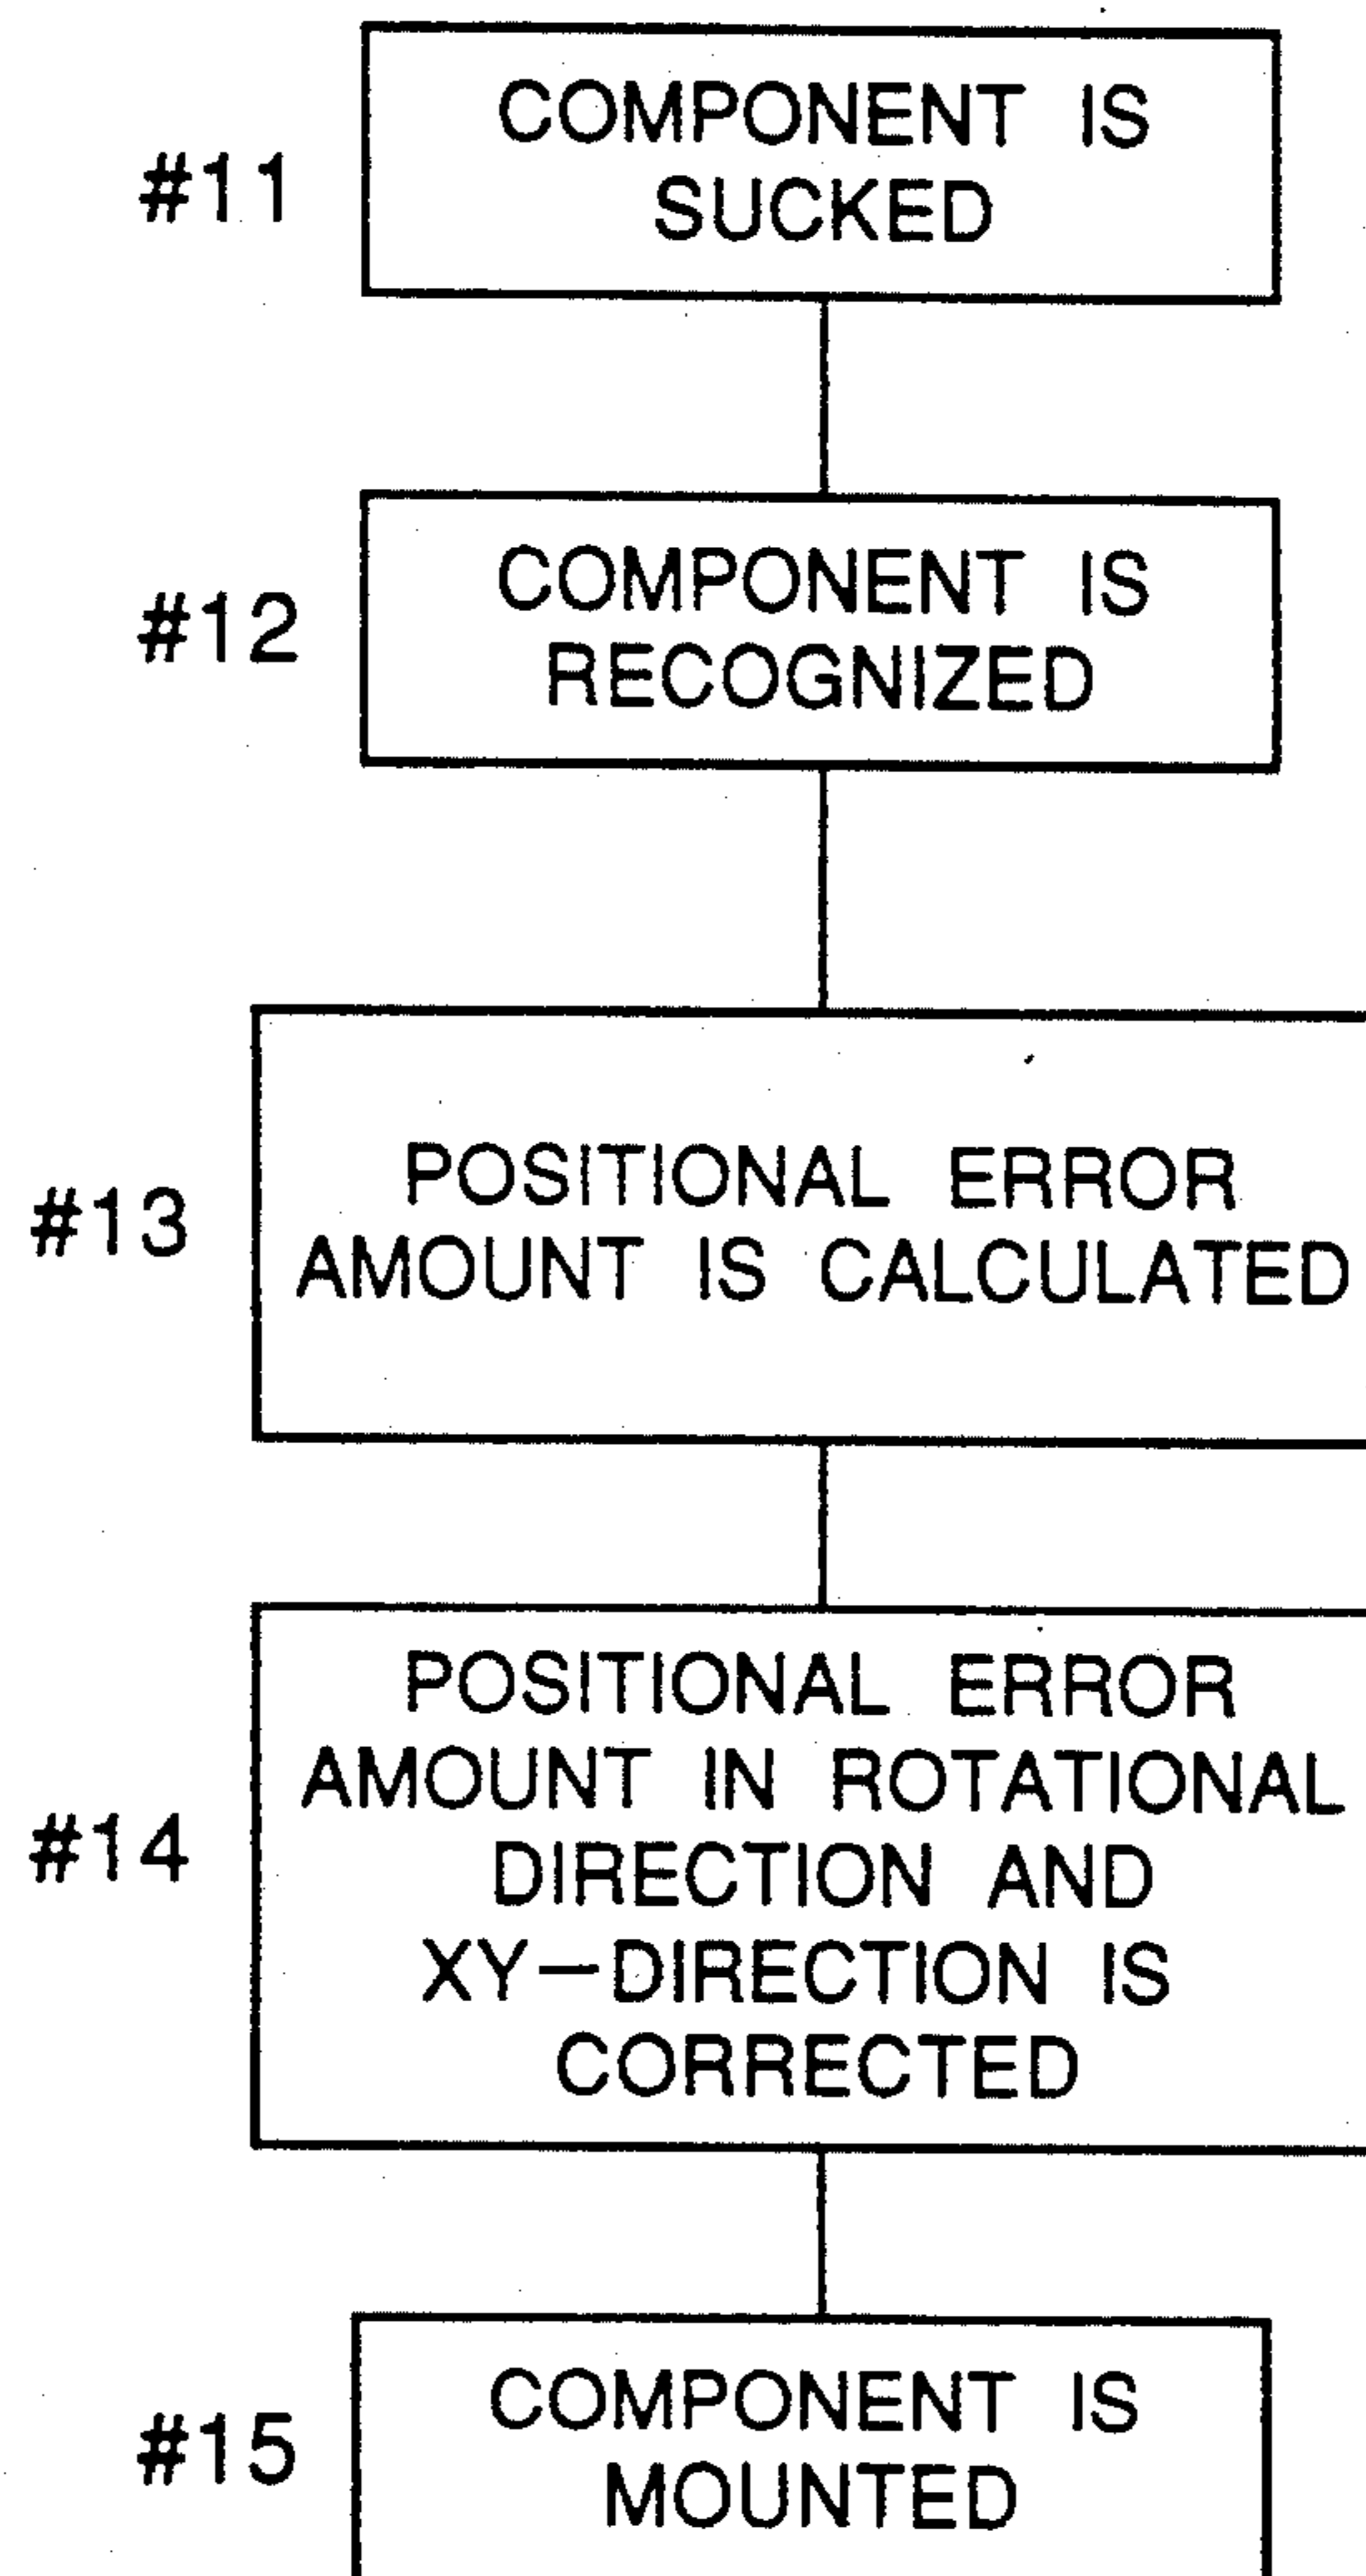 #11
COMPONENT IS
SUCKED
#12
COMPONENT IS
RECOGNIZED
#13
POSITIONAL ERROR
AMOUNT IS CALCULATED
#14
POSITIONAL ERROR
AMOUNT IN ROTATIONAL
DIRECTION AND
XY-DIRECTION IS
CORRECTED
#15
COMPONENT IS
MOUNTED